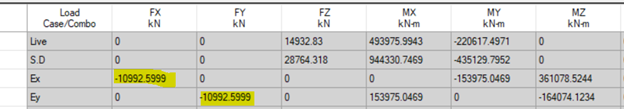 Load Case/Combo FX kN FY kN FZ kN MX kN-m MY kN-m MZ kN-m
Live 0 0 14932.83 493975.9943 -220617.4971 0
S.D 0 0 28764.318 944330.7469 -435129.7952 0
Ex -10992.5999 0 0 0 -153975.0469 361078.5244
Ey 0 -10992.5999 0 153975.0469 0 -164074.1234